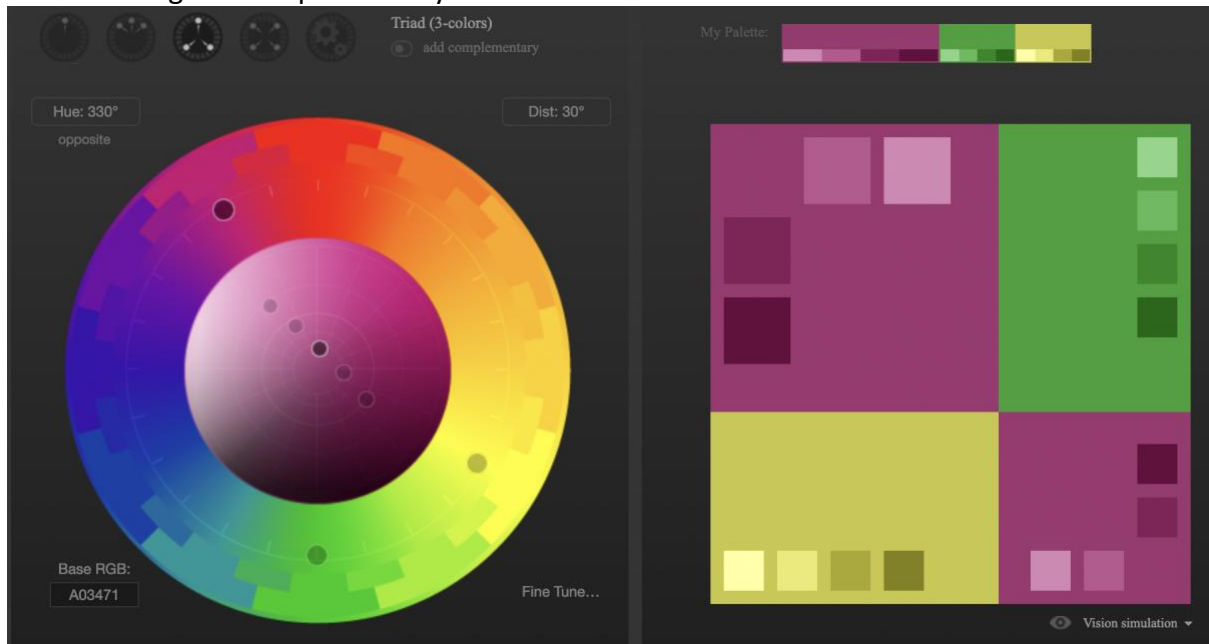 Triad (3-colors)
add complementary
My Palette:
Hue: 330°
Dist: 30°
opposite
Base RGB:
A03471
Fine Tune...
Vision simulation